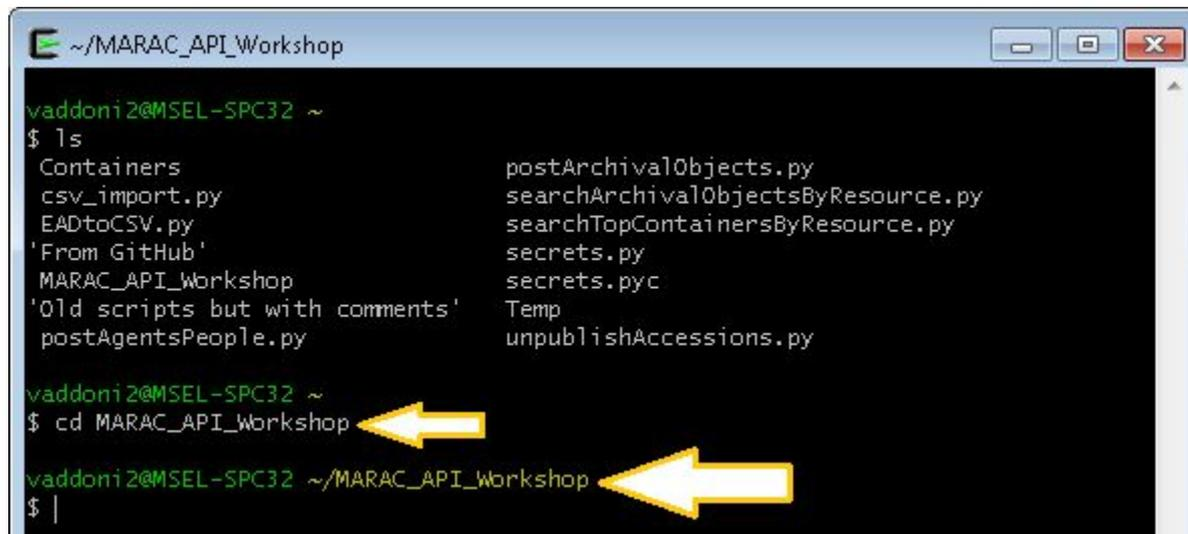 ~/MARAC_API_Workshop
vaddoni2@MSEL-SPC32 ~
$ ls
Containers postArchivalObjects.py
csv_import.py searchArchivalObjectsByResource.py
EADtoCSV.py searchTopContainersByResource.py
'From GitHub' secrets.py
MARAC_API_Workshop secrets.pyc
'Old scripts but with comments' Temp
postAgentsPeople.py unpublishAccessions.py
vaddoni2@MSEL-SPC32 ~
$ cd MARAC_API_Workshop
vaddoni2@MSEL-SPC32 ~/MARAC_API_Workshop
$